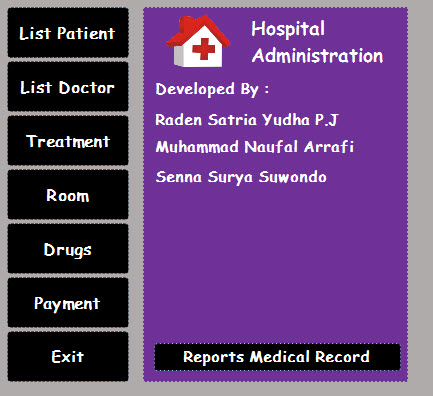 List Patient
List Doctor
Treatment
Room
Drugs
Payment
Exit
Hospital
Administration
Developed By :
Raden Satria Yudha P.J
Muhammad Naufal Arrafi
Senna Surya Suwondo
Reports Medical Record